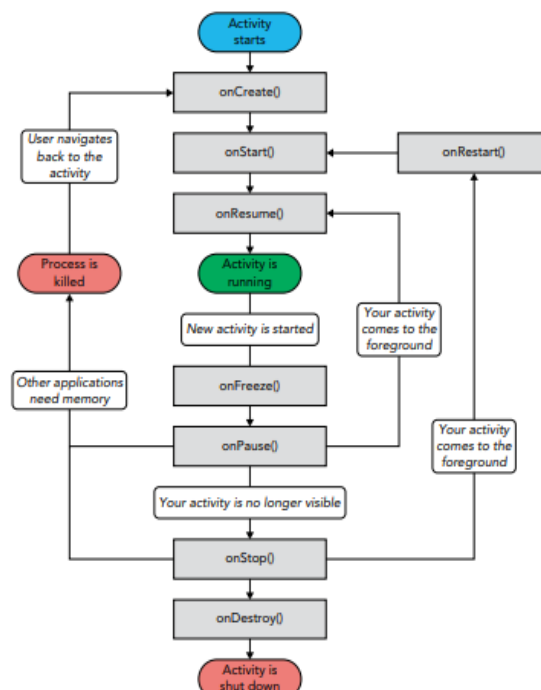 Activity
starts
onCreate()
User navigates
back to the
activity
onStart()
onRestart()
onResume()
Process is
killed
Activity is
running
New activity is started
Your activity
comes to the
foreground
Other applications
need memory
onFreeze()
Your activity
comes to the
foreground
onPause()
Your activity is no longer visible
onStop()
onDestroy()
Activity is
shut down